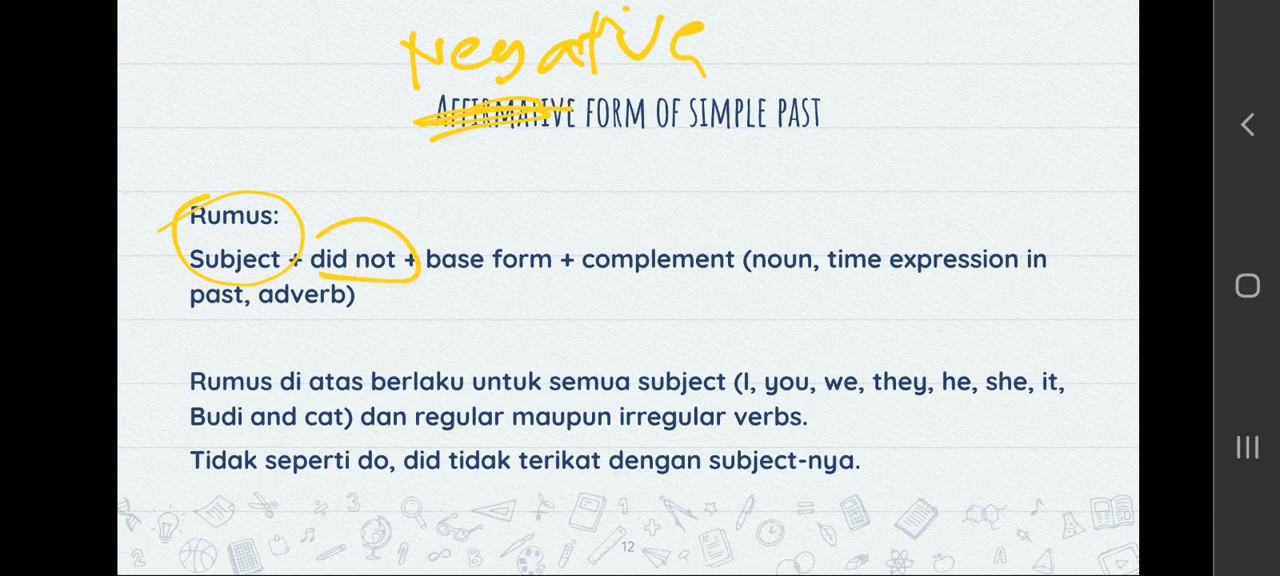 Negative
AFFIRMATIVE FORM OF SIMPLE PAST
Rumus:
Subject + did not + base form + complement (noun, time expression in
past, adverb)
Rumus di atas berlaku untuk semua subject (I, you, we, they, he, she, it,
Budi and cat) dan regular maupun irregular verbs.
Tidak seperti do, did tidak terikat dengan subject-nya.
12